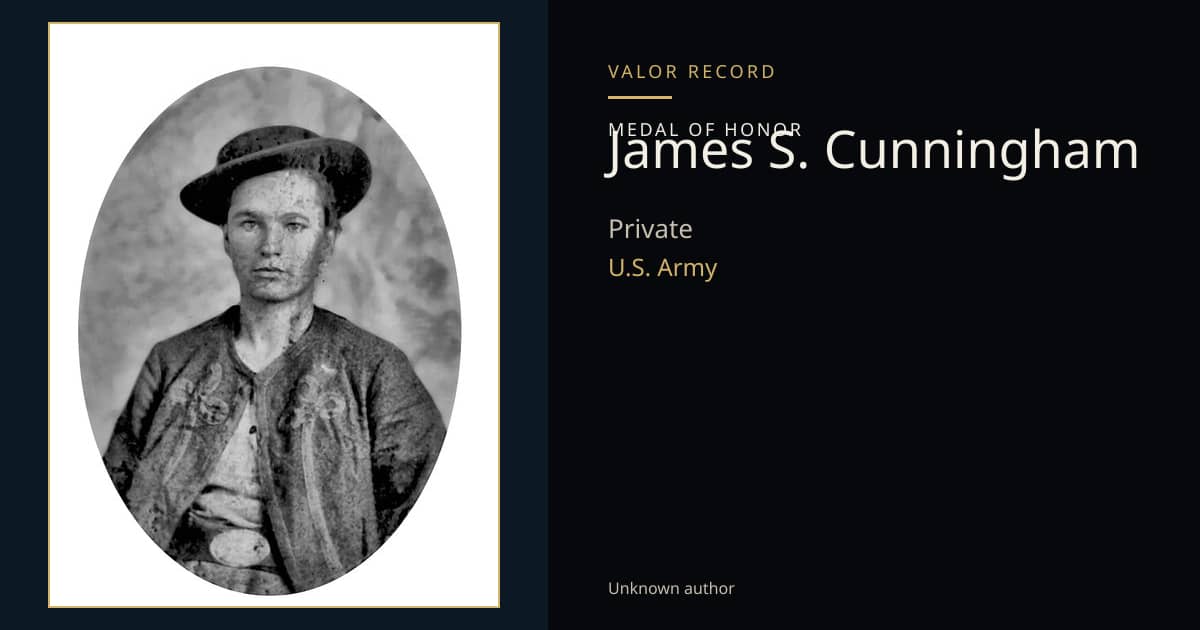 VALOR RECORD
MEDAL OF HONOR
James S. Cunningham
Private
U.S. Army
Unknown author